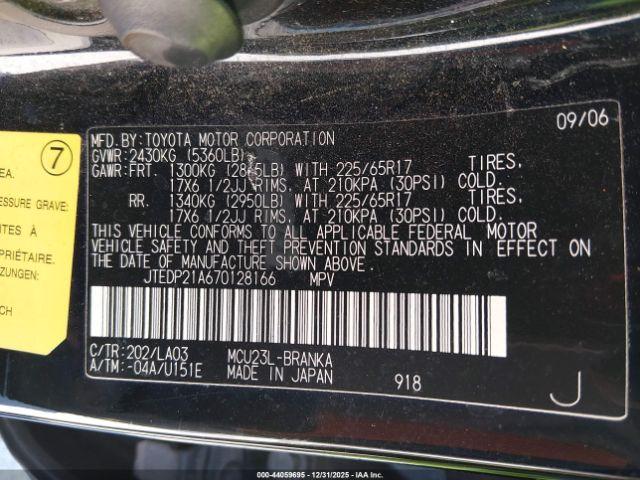 09/06
MFD.BY:TOYOTA MOTOR CORPORATION
GVWR:2430KG (5360LB)
GAWR:FRT. 1300KG (2865LB) WITH 225/65R17 TIRES,
17X6 1/2JJ RIMS, AT 210KPA (30PSI) COLD.
RR. 1340KG (2950LB) WITH 225/65R17 TIRES,
17X6 1/2JJ RIMS, AT 210KPA (30PSI) COLD.
THIS VEHICLE CONFORMS TO ALL APPLICABLE FEDERAL MOTOR
VEHICLE SAFETY AND THEFT PREVENTION STANDARDS IN EFFECT ON
THE DATE OF MANUFACTURE SHOWN ABOVE.
JTEDP21A670128166 MPV
C/TR:202/LA03 MCU23L-BRANKA
A/TM:-04A/U151E MADE IN JAPAN 918 J
7
EA.
ESSURE GRAVE:
UTES À
OPRIÉTAIRE.
ZUNGEN:
CH
000-44059695 - 12/31/2025 - IAA Inc.